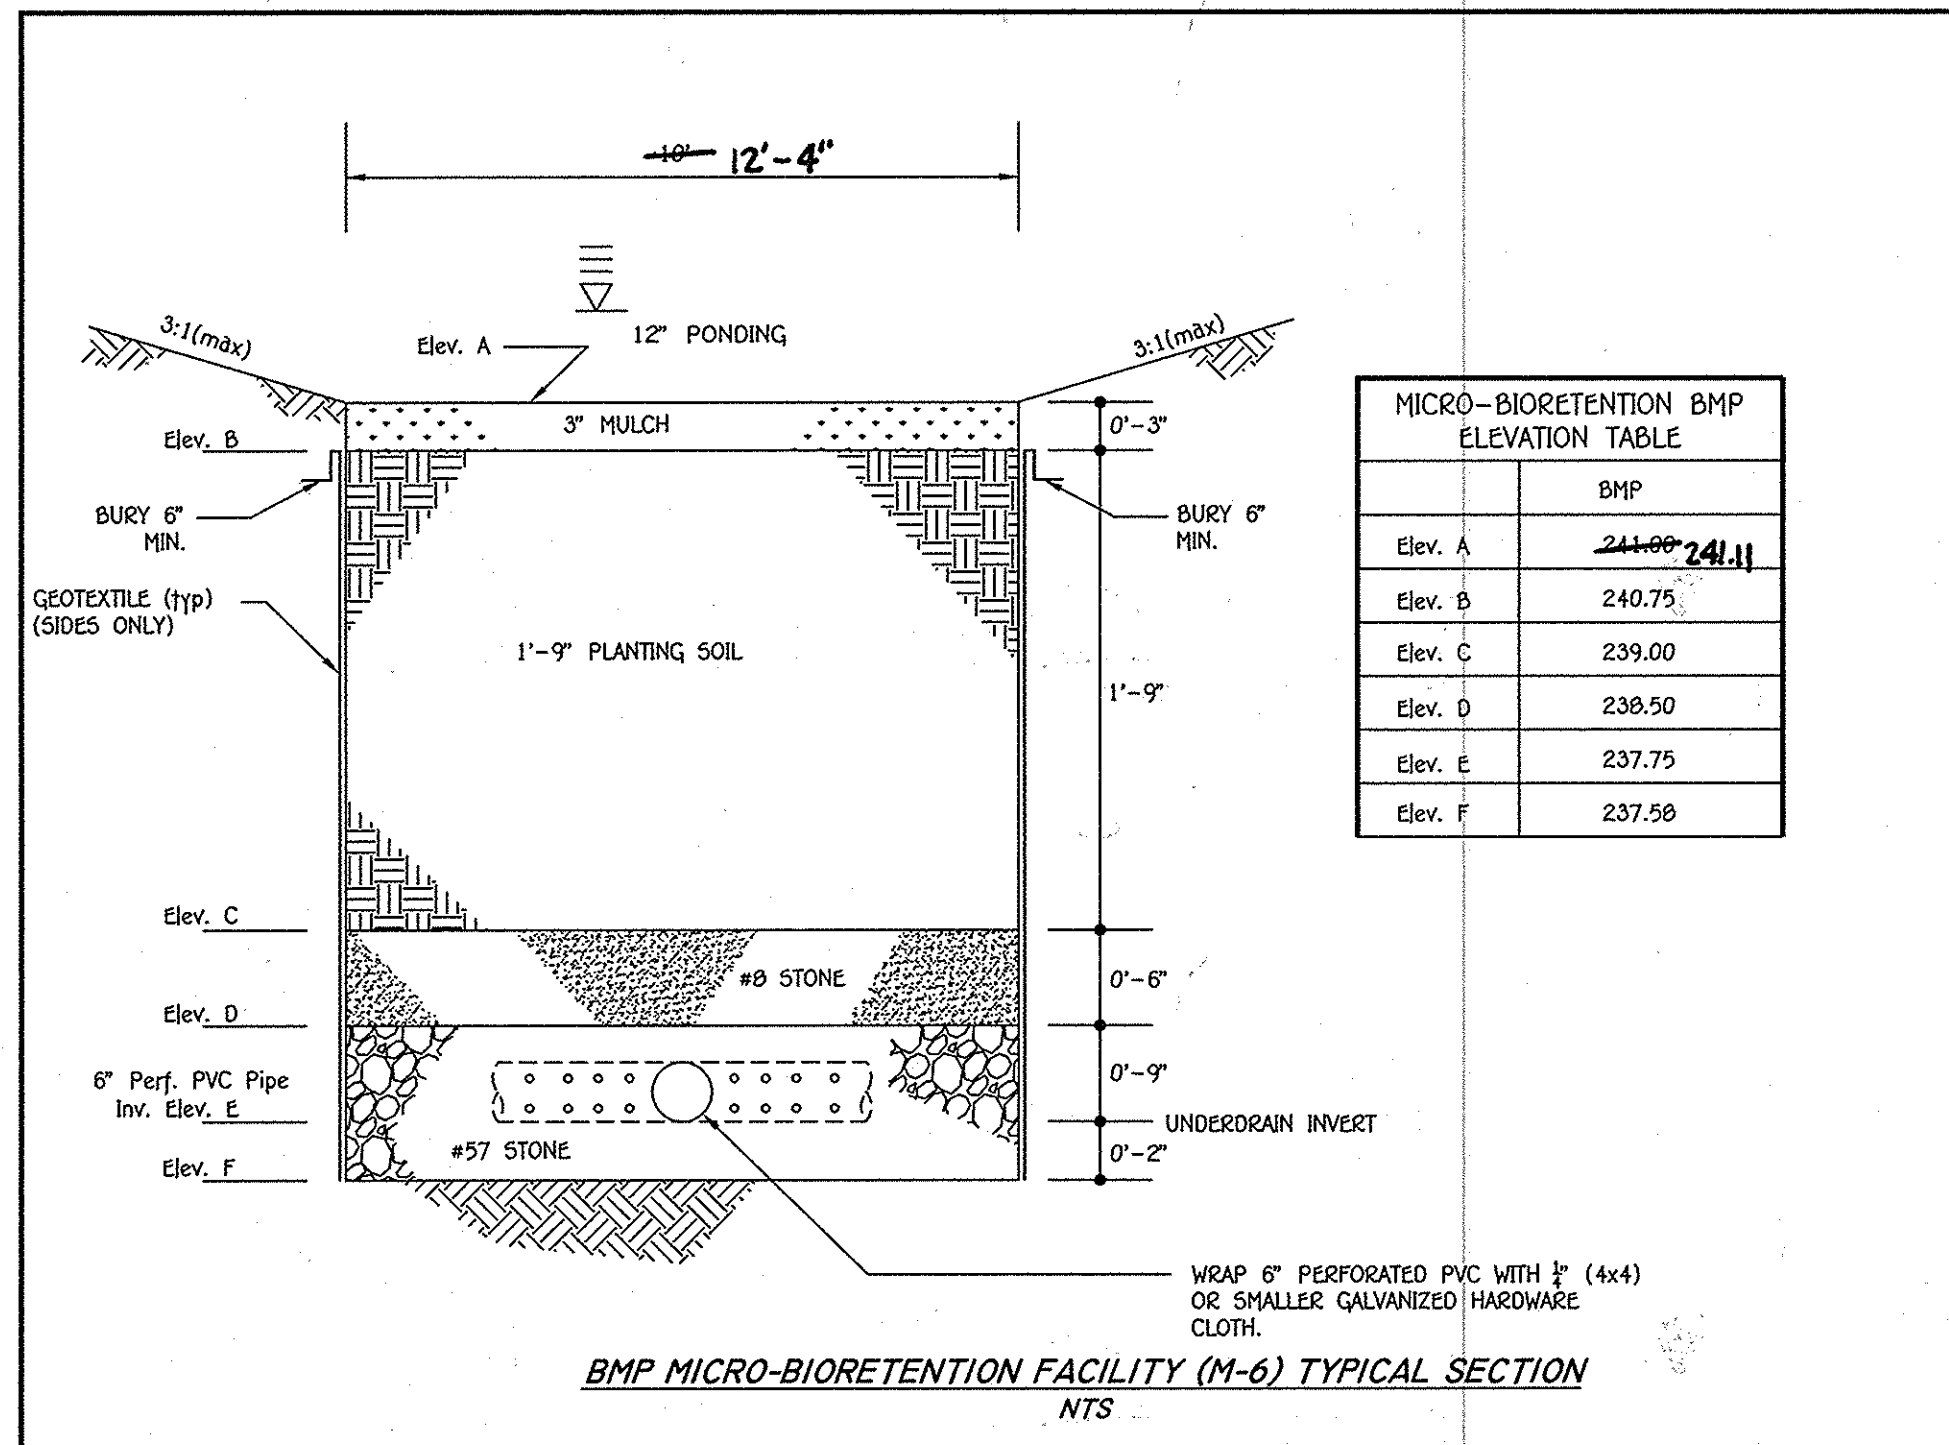 10' 12'-4"
12" PONDING
Elev. A
3:1(max)
3:1(max)
3" MULCH
0'-3"
Elev. B
BURY 6"
MIN.
BURY 6"
MIN.
GEOTEXTILE (typ)
(SIDES ONLY)
1'-9" PLANTING SOIL
1'-9"
Elev. C
#8 STONE
0'-6"
Elev. D
6" Perf. PVC Pipe
Inv. Elev. E
0'-9"
UNDERDRAIN INVERT
#57 STONE
0'-2"
Elev. F
WRAP 6" PERFORATED PVC WITH 1/4" (4x4)
OR SMALLER GALVANIZED HARDWARE
CLOTH.
MICRO-BIORETENTION BMP
ELEVATION TABLE
BMP
Elev. A 241.00 241.11
Elev. B 240.75
Elev. C 239.00
Elev. D 238.50
Elev. E 237.75
Elev. F 237.58
BMP MICRO-BIORETENTION FACILITY (M-6) TYPICAL SECTION
NTS